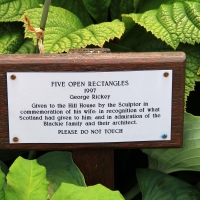 FIVE OPEN RECTANGLES
1997
George Rickey
Given to the Hill House by the Sculptor in
commemoration of his wife: in recognition of what
Scotland had given to him: and in admiration of the
Blackie family and their architect.
PLEASE DO NOT TOUCH